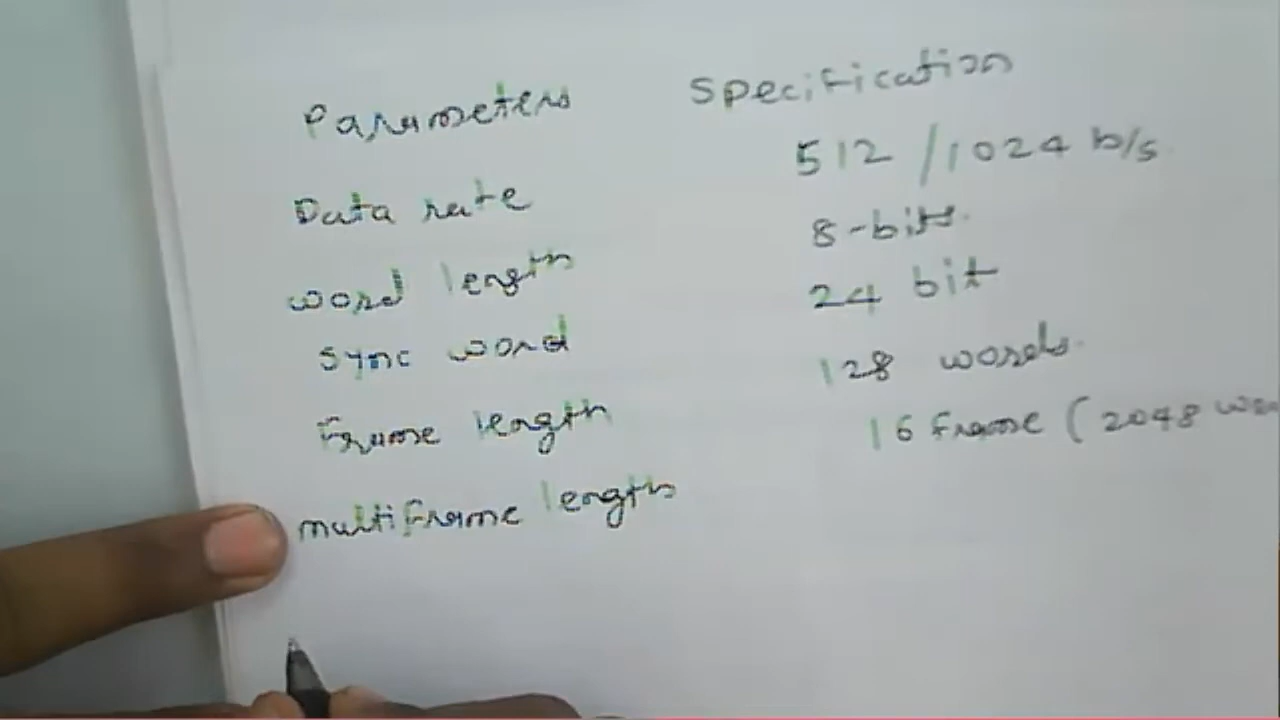 Parameters Specification
Data rate 512 / 1024 b/s
word length 8-bit.
Sync word 24 bit
Frame length 128 words.
multiframe length 16 frame ( 2048